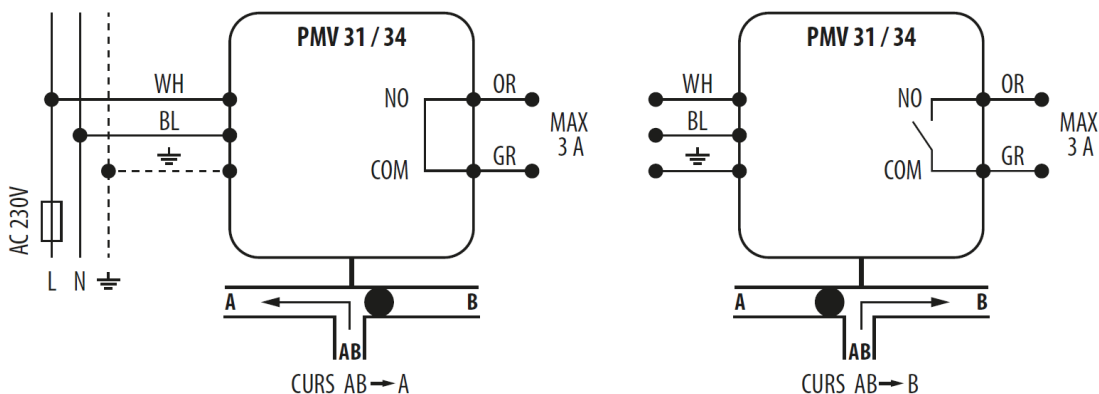 PMV 31 / 34
WH
NO
OR
BL
MAX
3 A
COM
GR
AC 230V
L N
A
B
AB
CURS AB A
PMV 31 / 34
WH
NO
OR
BL
MAX
3 A
COM
GR
A
B
AB
CURS AB B